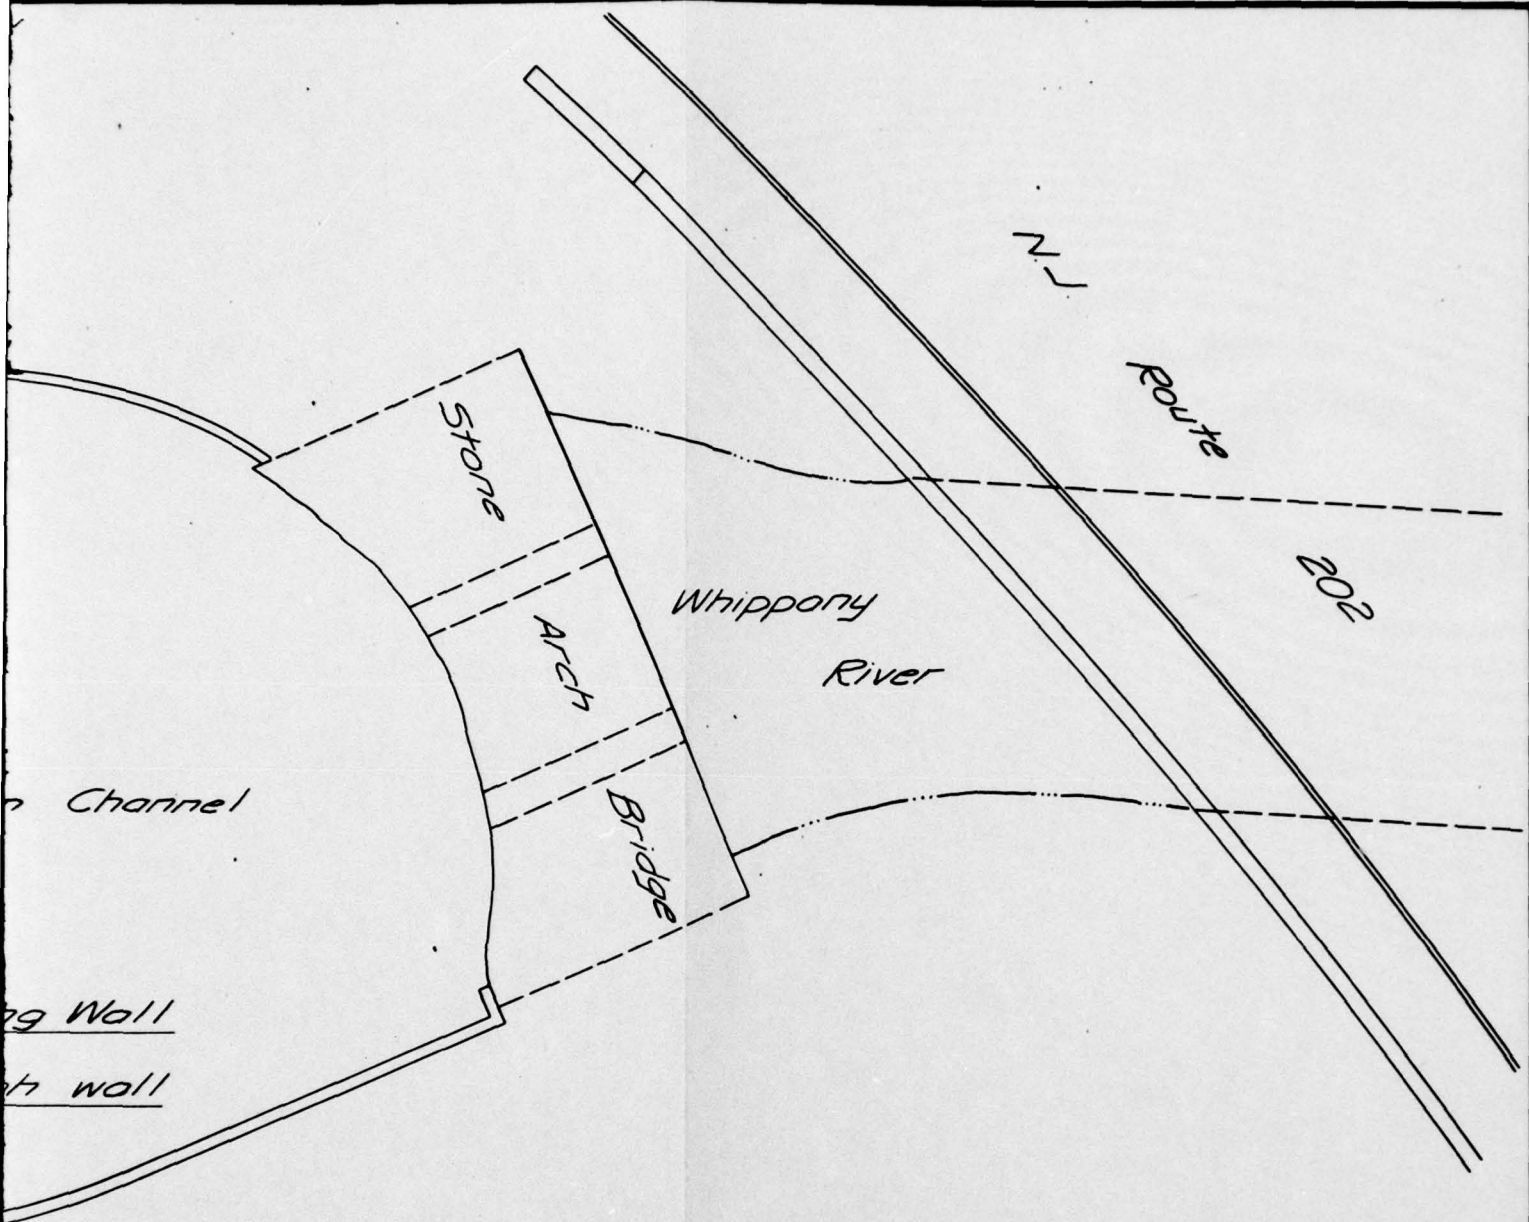 N.J
Route
202
Stone
Arch
Bridge
Whippany
River
Channel
Wall
wall